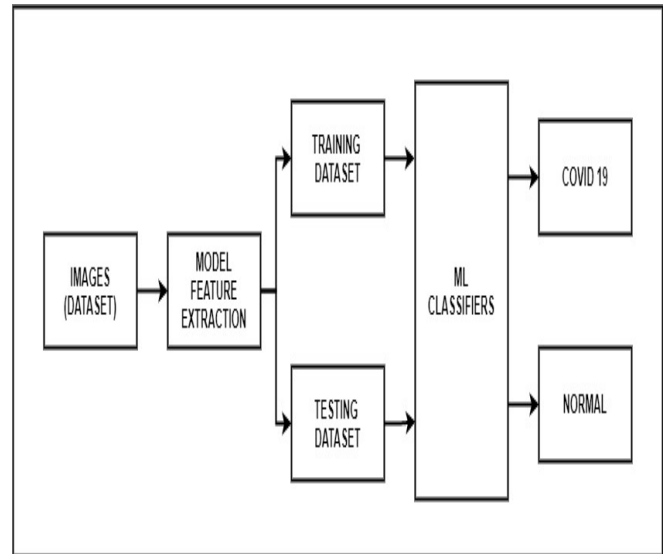 IMAGES
(DATASET)
MODEL
FEATURE
EXTRACTION
TRAINING
DATASET
TESTING
DATASET
ML
CLASSIFIERS
COVID 19
NORMAL